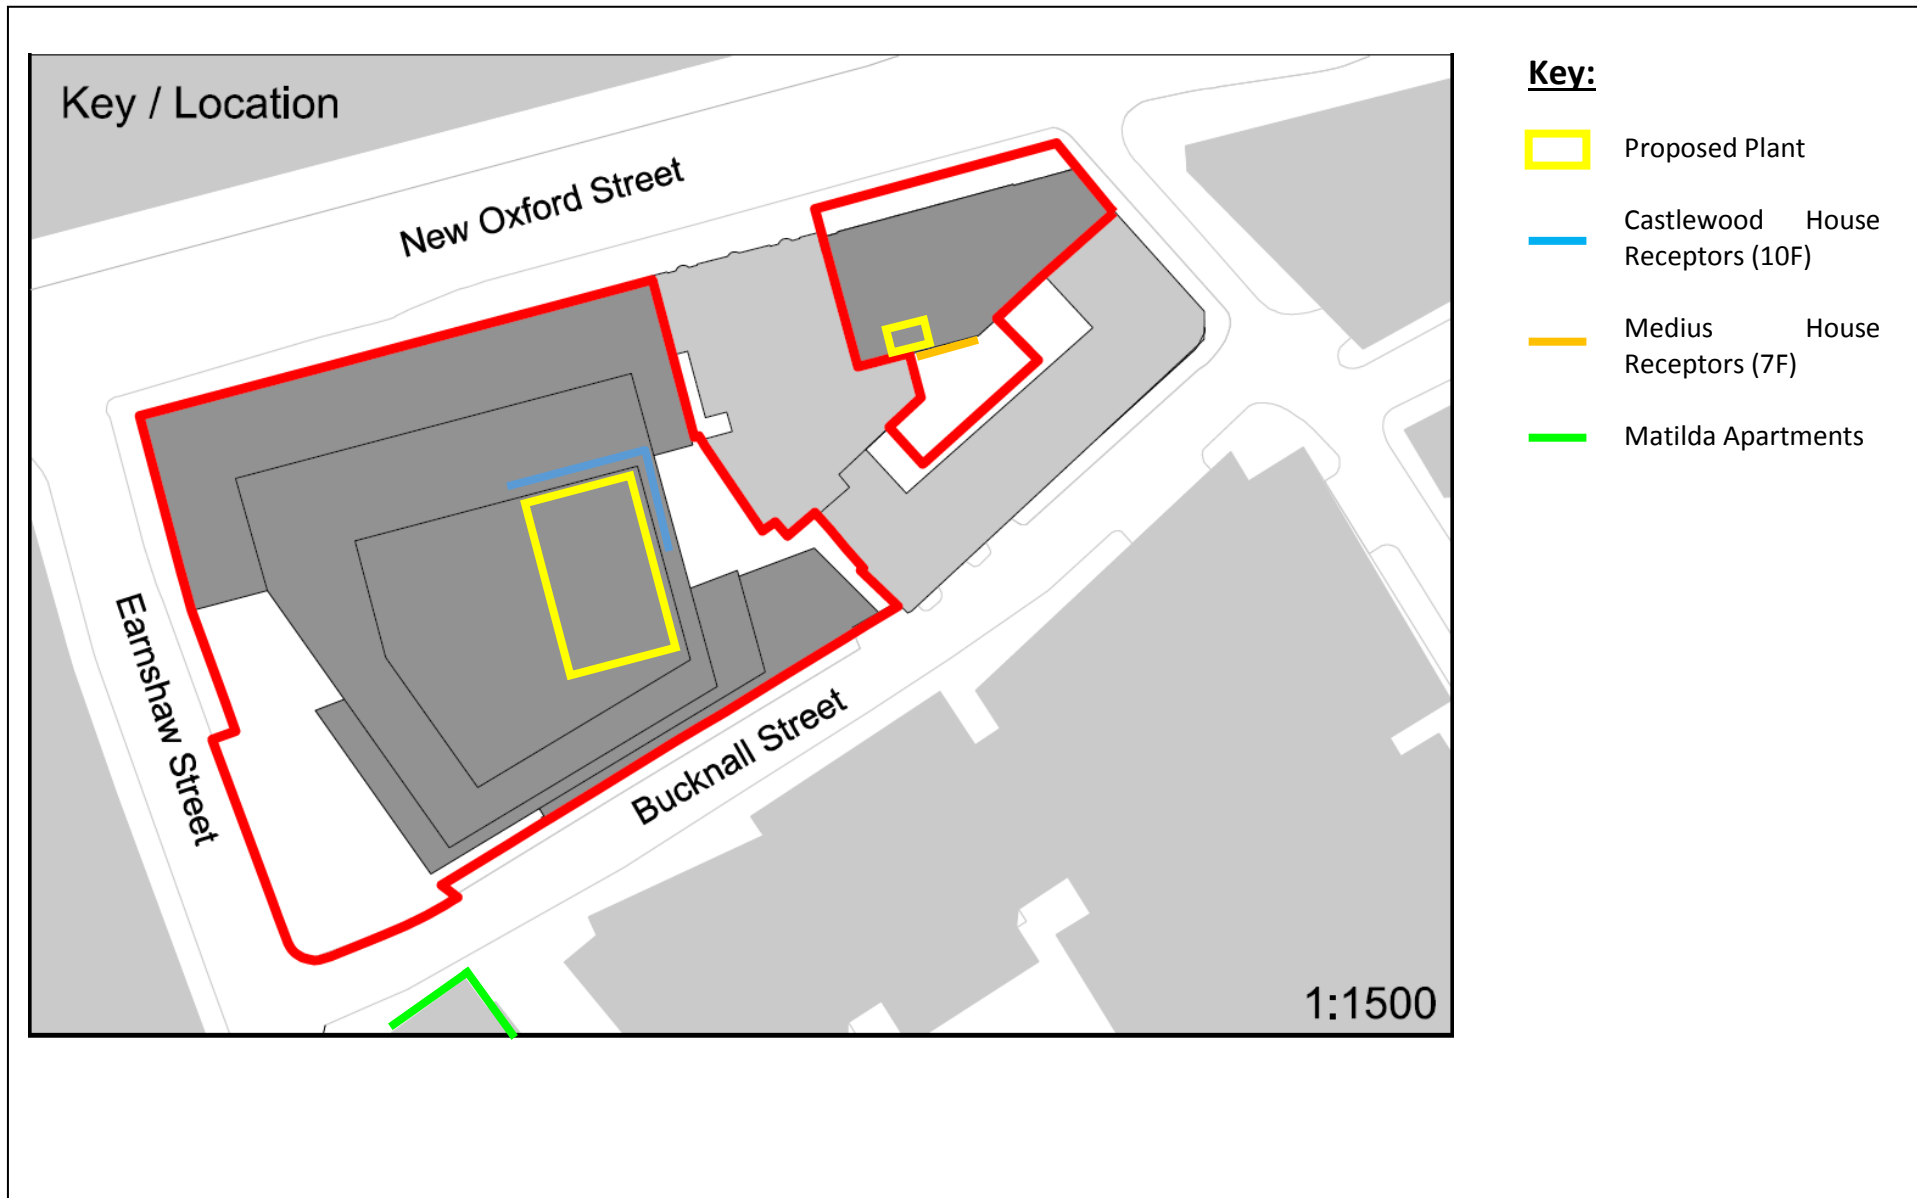 Key / Location
New Oxford Street
Earnshaw Street
Bucknall Street
1:1500
Key:
Proposed Plant
Castlewood House
Receptors (10F)
Medius House
Receptors (7F)
Matilda Apartments